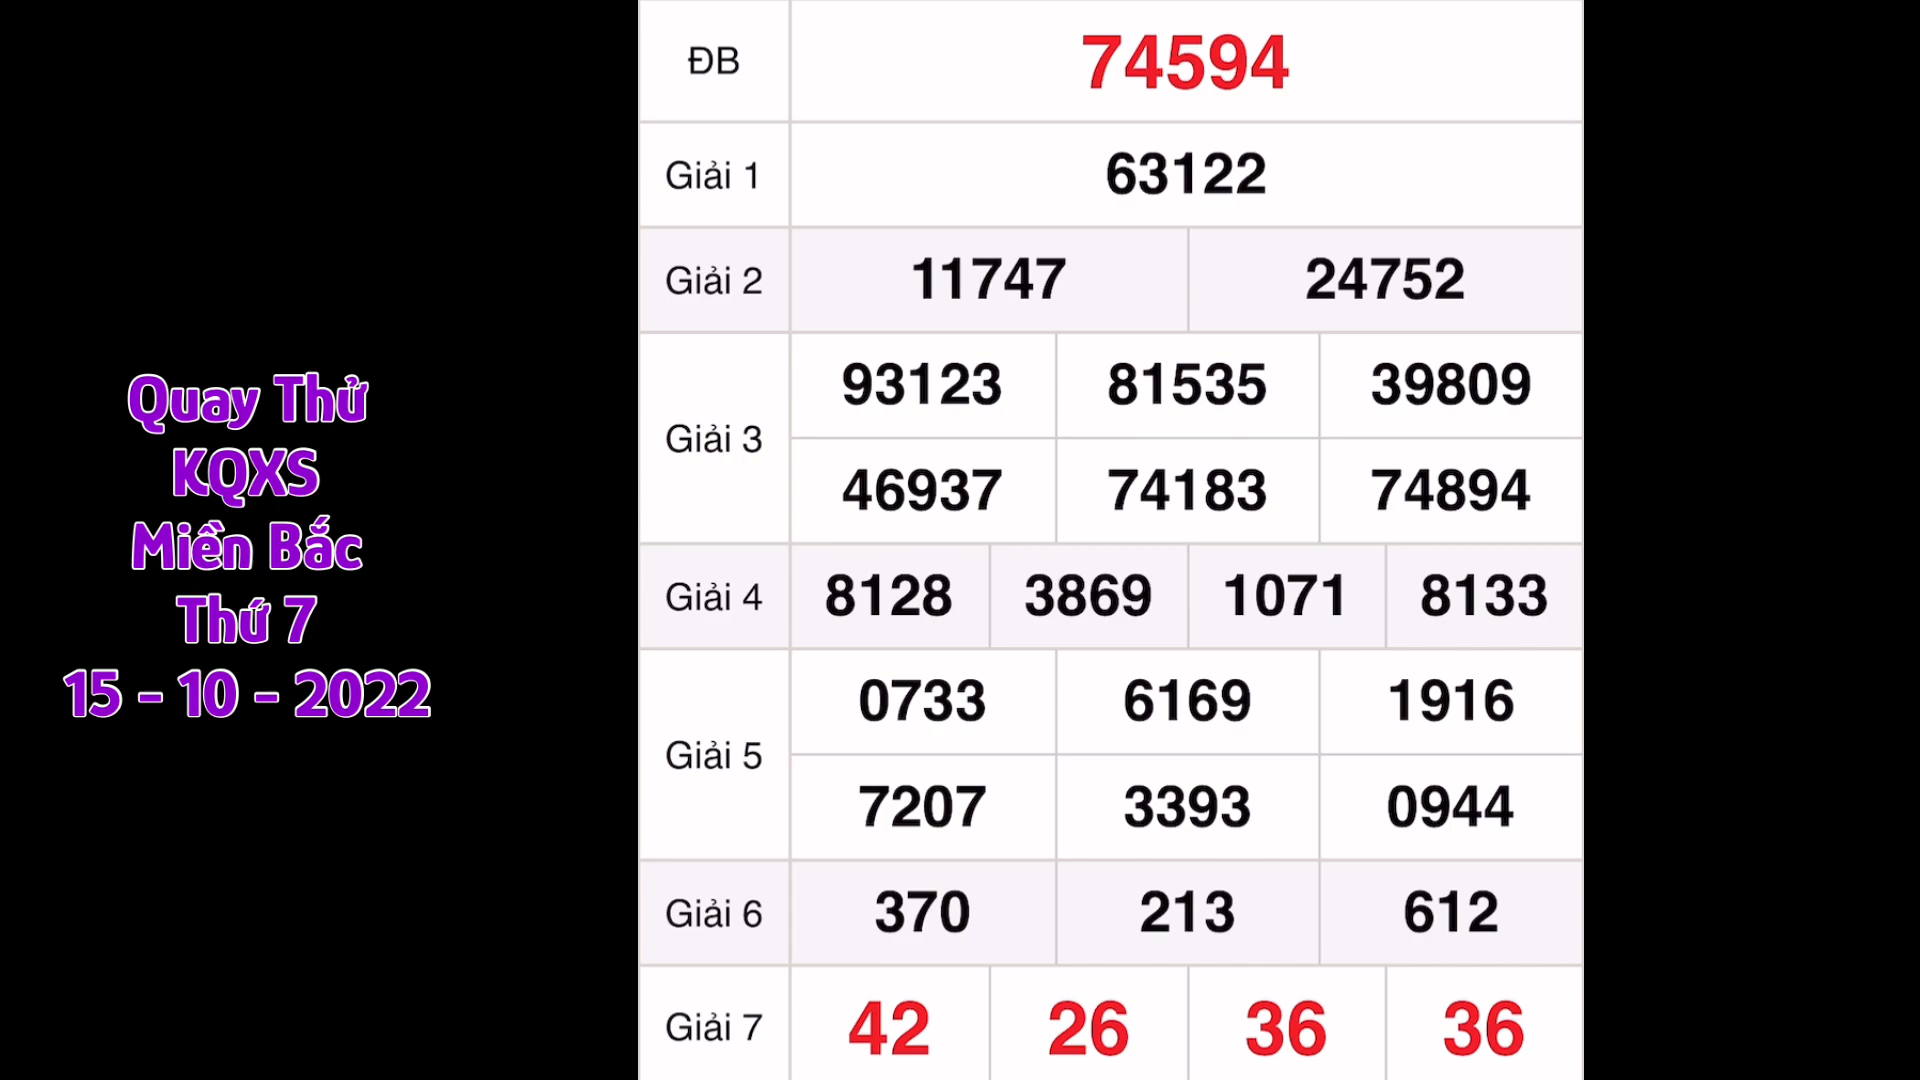 Quay Thử
KQXS
Miền Bắc
Thứ 7
15 - 10 - 2022
ĐB 74594
Giải 1 63122
Giải 2 11747 24752
Giải 3
93123 81535 39809
46937 74183 74894
Giải 4 8128 3869 1071 8133
Giải 5
0733 6169 1916
7207 3393 0944
Giải 6 370 213 612
Giải 7 42 26 36 36